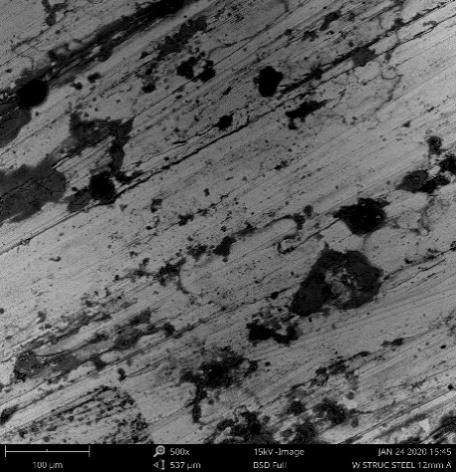 500x 15kV -Image JAN 24 2020 15:45
100 µm 537 µm BSD Full W STRUC STEEL 12mm A